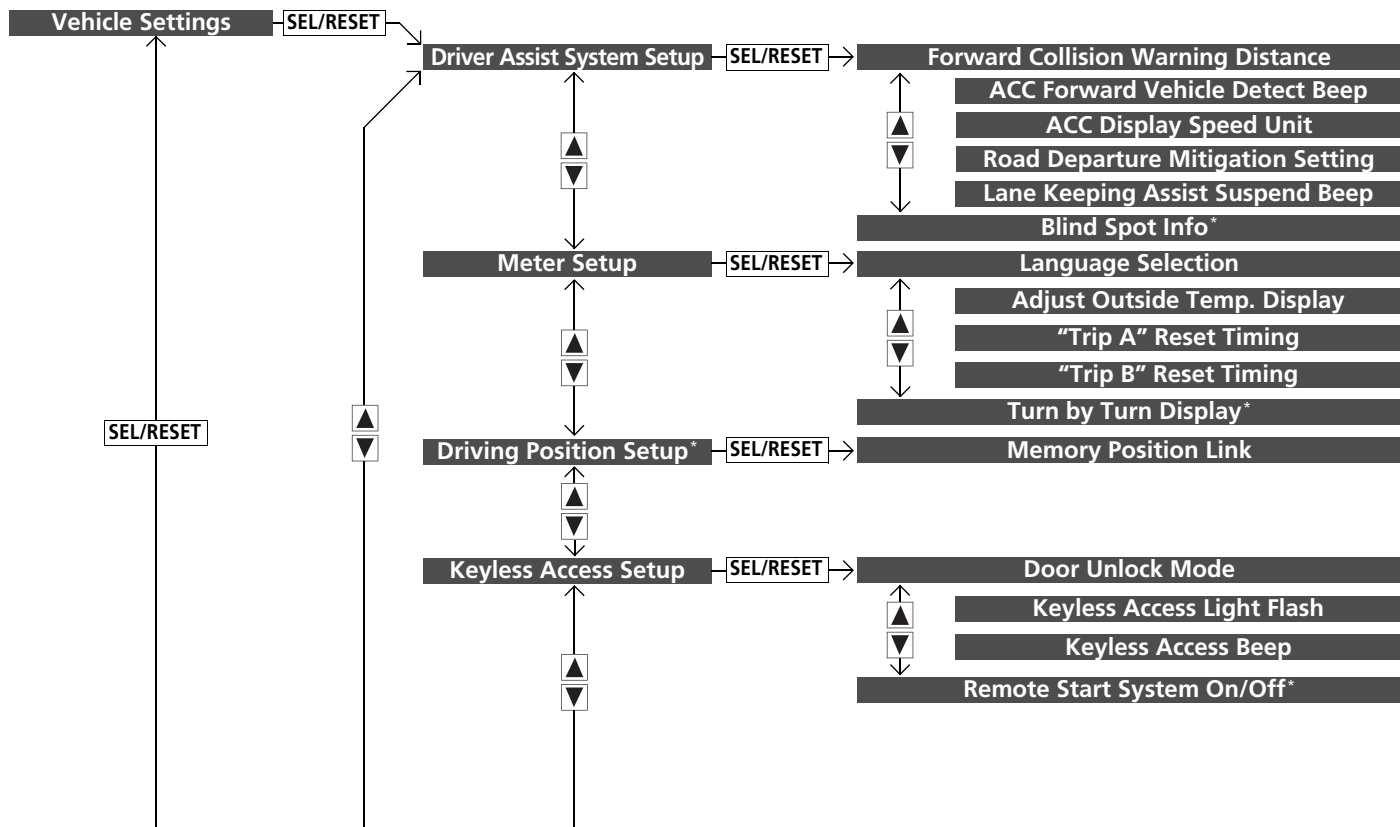 Vehicle Settings
SEL/RESET
Driver Assist System Setup
SEL/RESET
Forward Collision Warning Distance
ACC Forward Vehicle Detect Beep
ACC Display Speed Unit
Road Departure Mitigation Setting
Lane Keeping Assist Suspend Beep
Blind Spot Info*
Meter Setup
SEL/RESET
Language Selection
Adjust Outside Temp. Display
“Trip A” Reset Timing
“Trip B” Reset Timing
Turn by Turn Display*
SEL/RESET
Driving Position Setup*
SEL/RESET
Memory Position Link
Keyless Access Setup
SEL/RESET
Door Unlock Mode
Keyless Access Light Flash
Keyless Access Beep
Remote Start System On/Off*